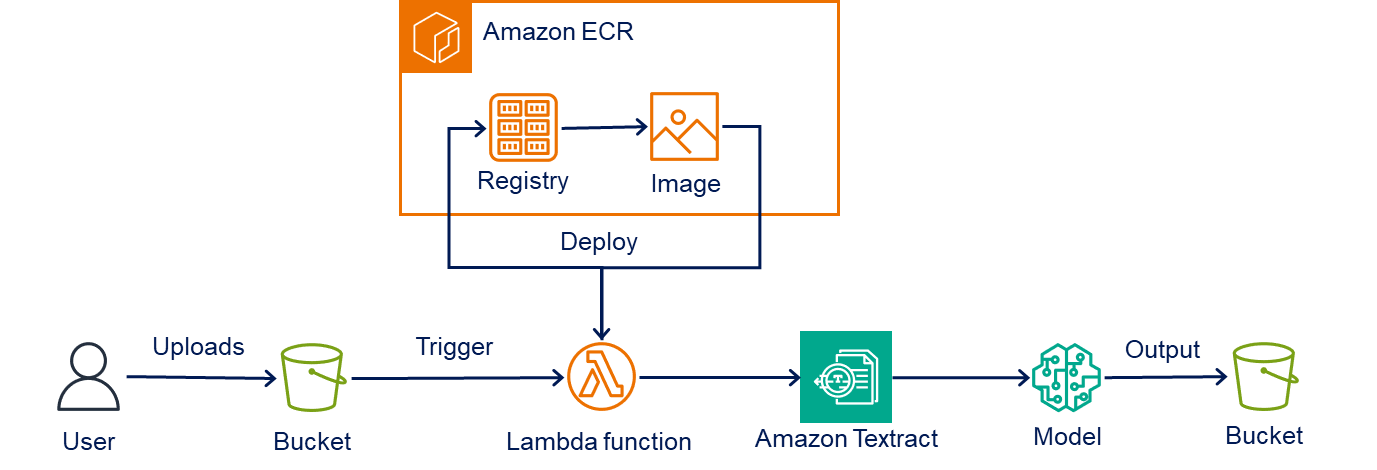 Amazon ECR
Registry
Image
Deploy
Uploads
Trigger
Output
User
Bucket
Lambda function
Amazon Textract
Model
Bucket